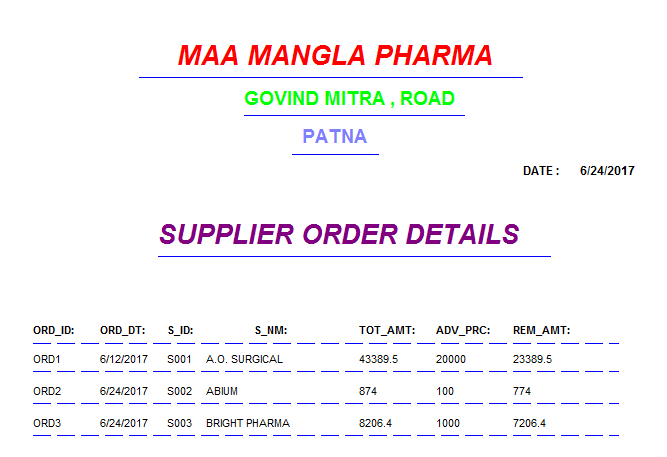 MAA MANGLA PHARMA
GOVIND MITRA , ROAD
PATNA
DATE : 6/24/2017
SUPPLIER ORDER DETAILS
ORD_ID: ORD_DT: S_ID: S_NM: TOT_AMT: ADV_PRC: REM_AMT:
ORD1 6/12/2017 S001 A.O. SURGICAL 43389.5 20000 23389.5
ORD2 6/24/2017 S002 ABIUM 874 100 774
ORD3 6/24/2017 S003 BRIGHT PHARMA 8206.4 1000 7206.4